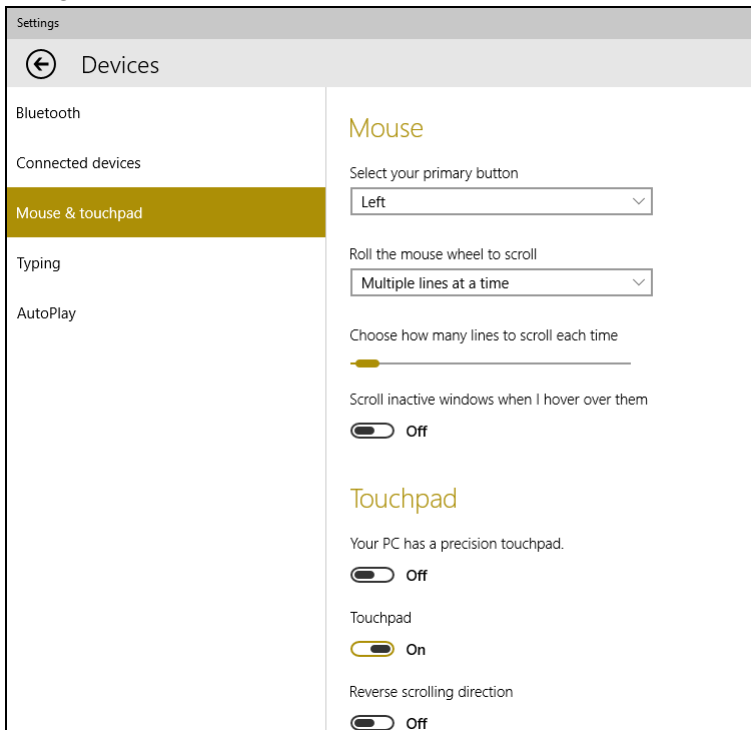 Settings
Devices
Bluetooth
Connected devices
Mouse & touchpad
Typing
AutoPlay
Mouse
Select your primary button
Left
Roll the mouse wheel to scroll
Multiple lines at a time
Choose how many lines to scroll each time
Scroll inactive windows when I hover over them
Off
Touchpad
Your PC has a precision touchpad.
Off
Touchpad
On
Reverse scrolling direction
Off